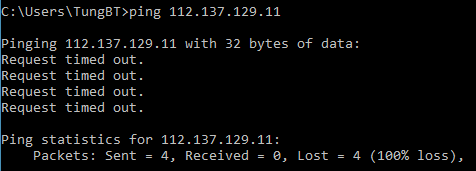 C:\Users\TungBT>ping 112.137.129.11
Pinging 112.137.129.11 with 32 bytes of data:
Request timed out.
Request timed out.
Request timed out.
Request timed out.
Ping statistics for 112.137.129.11:
    Packets: Sent = 4, Received = 0, Lost = 4 (100% loss),